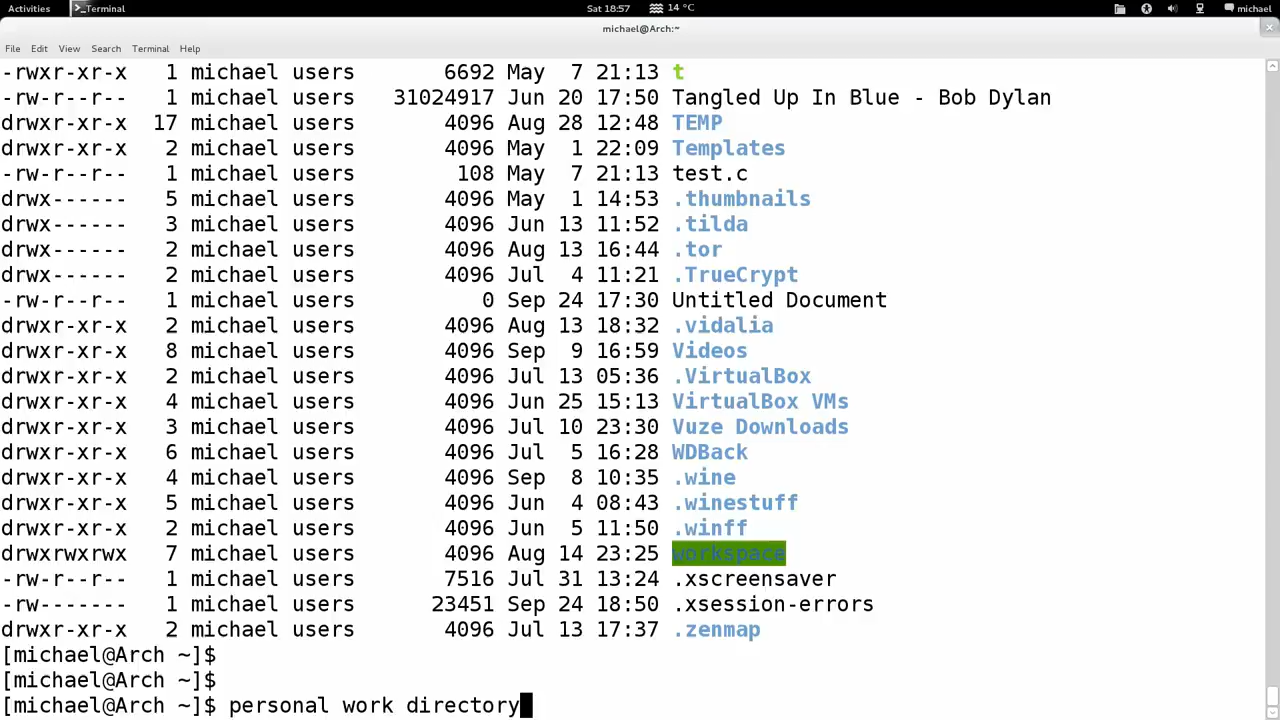 Activities Terminal Sat 18:57 14 °C michael
michael@Arch:~
File Edit View Search Terminal Help
-rwxr-xr-x 1 michael users 6692 May 7 21:13 t
-rw-r--r-- 1 michael users 31024917 Jun 20 17:50 Tangled Up In Blue - Bob Dylan
drwxr-xr-x 17 michael users 4096 Aug 28 12:48 TEMP
drwxr-xr-x 2 michael users 4096 May 1 22:09 Templates
-rw-r--r-- 1 michael users 108 May 7 21:13 test.c
drwx------ 5 michael users 4096 May 1 14:53 .thumbnails
drwx------ 3 michael users 4096 Jun 13 11:52 .tilda
drwx------ 2 michael users 4096 Aug 13 16:44 .tor
drwx------ 2 michael users 4096 Jul 4 11:21 .TrueCrypt
-rw-r--r-- 1 michael users 0 Sep 24 17:30 Untitled Document
drwxr-xr-x 2 michael users 4096 Aug 13 18:32 .vidalia
drwxr-xr-x 8 michael users 4096 Sep 9 16:59 Videos
drwxr-xr-x 2 michael users 4096 Jul 13 05:36 .VirtualBox
drwxr-xr-x 4 michael users 4096 Jun 25 15:13 VirtualBox VMs
drwxr-xr-x 3 michael users 4096 Jul 10 23:30 Vuze Downloads
drwxr-xr-x 6 michael users 4096 Jul 5 16:28 WDBack
drwxr-xr-x 4 michael users 4096 Sep 8 10:35 .wine
drwxr-xr-x 5 michael users 4096 Jun 4 08:43 .winestuff
drwxr-xr-x 2 michael users 4096 Jun 5 11:50 .winff
drwxrwxrwx 7 michael users 4096 Aug 14 23:25 workspace
-rw-r--r-- 1 michael users 7516 Jul 31 13:24 .xscreensaver
-rw------- 1 michael users 23451 Sep 24 18:50 .xsession-errors
drwxr-xr-x 2 michael users 4096 Jul 13 17:37 .zenmap
[michael@Arch ~]$
[michael@Arch ~]$
[michael@Arch ~]$ personal work directory